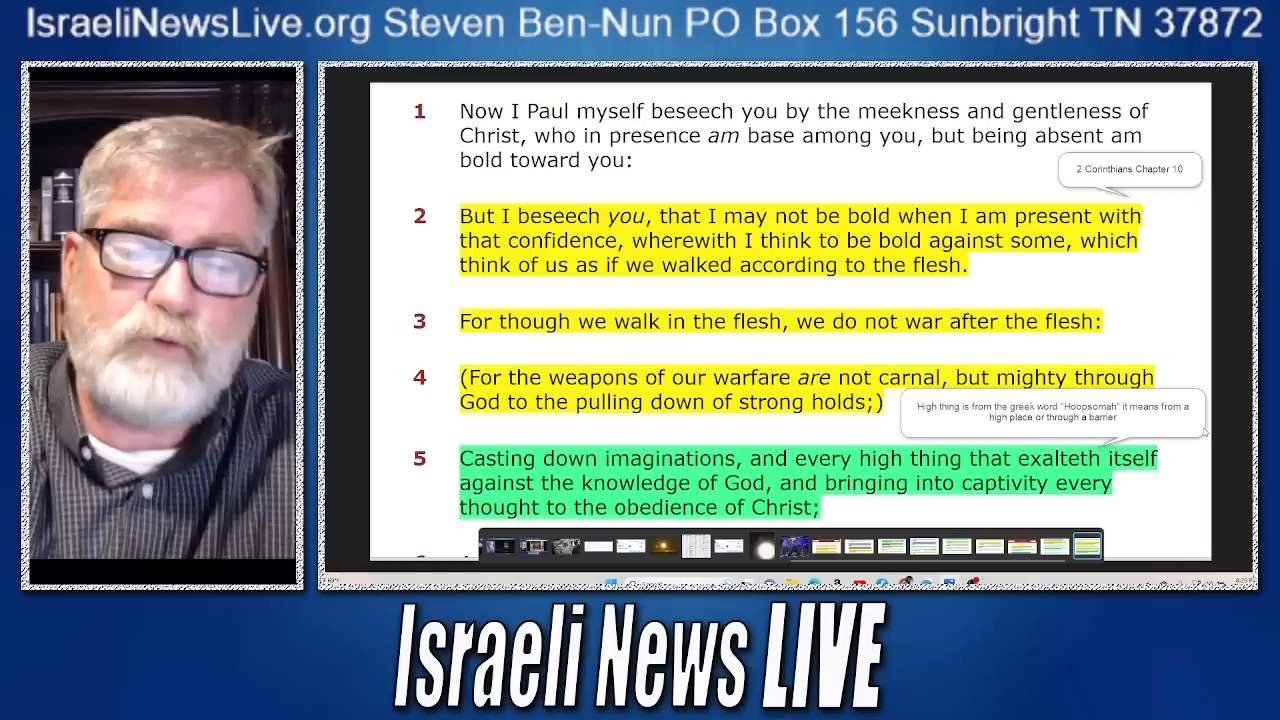 IsraeliNewsLive.org Steven Ben-Nun PO Box 156 Sunbright TN 37872
1 Now I Paul myself beseech you by the meekness and gentleness of
Christ, who in presence am base among you, but being absent am
bold toward you:
2 Corinthians Chapter 10
2 But I beseech you, that I may not be bold when I am present with
that confidence, wherewith I think to be bold against some, which
think of us as if we walked according to the flesh.
3 For though we walk in the flesh, we do not war after the flesh:
4 (For the weapons of our warfare are not carnal, but mighty through
God to the pulling down of strong holds;)
High thing is from the greek word "Hoopsomah" it means from a
high place or through a barrier
5 Casting down imaginations, and every high thing that exalteth itself
against the knowledge of God, and bringing into captivity every
thought to the obedience of Christ;
Israeli News LIVE